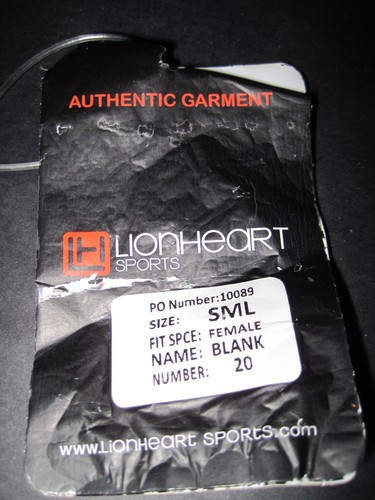 AUTHENTIC GARMENT
LH LIONHEART
SPORTS
PO Number:10089
SIZE: SML
FIT SPCE: FEMALE
NAME: BLANK
NUMBER: 20
www.LIONHEART SPORTS.com